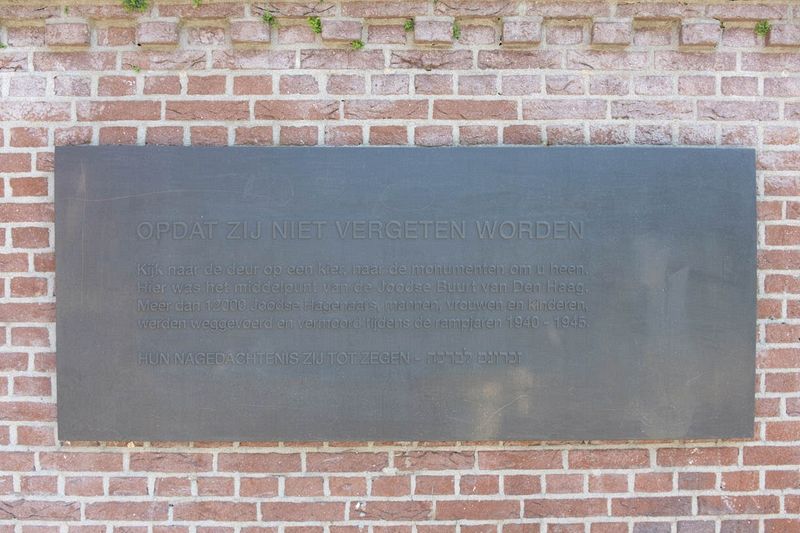 OPDAT ZIJ NIET VERGETEN WORDEN
Kijk naar de deur op een kier, naar de monumenten om u heen.
Hier was het middelpunt van de Joodse Buurt van Den Haag.
Meer dan 12000 Joodse Hagenaars, mannen, vrouwen en kinderen,
werden weggevoerd en vermoord tijdens de rampjaren 1940 - 1945.
HUN NAGEDACHTENIS ZIJ TOT ZEGEN - זכרונם לברכה